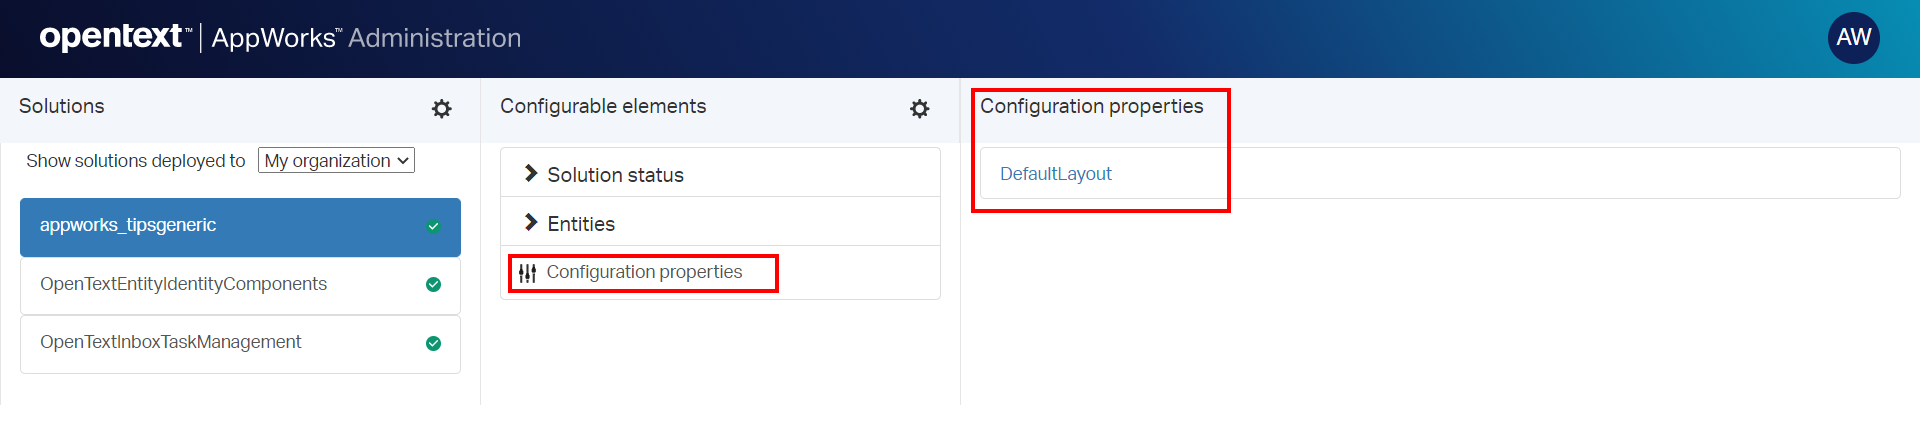 opentext™ | AppWorks™ Administration
AW
Solutions
Show solutions deployed to My organization
appworks_tipsgeneric
OpenTextEntityIdentityComponents
OpenTextInboxTaskManagement
Configurable elements
Solution status
Entities
Configuration properties
Configuration properties
DefaultLayout